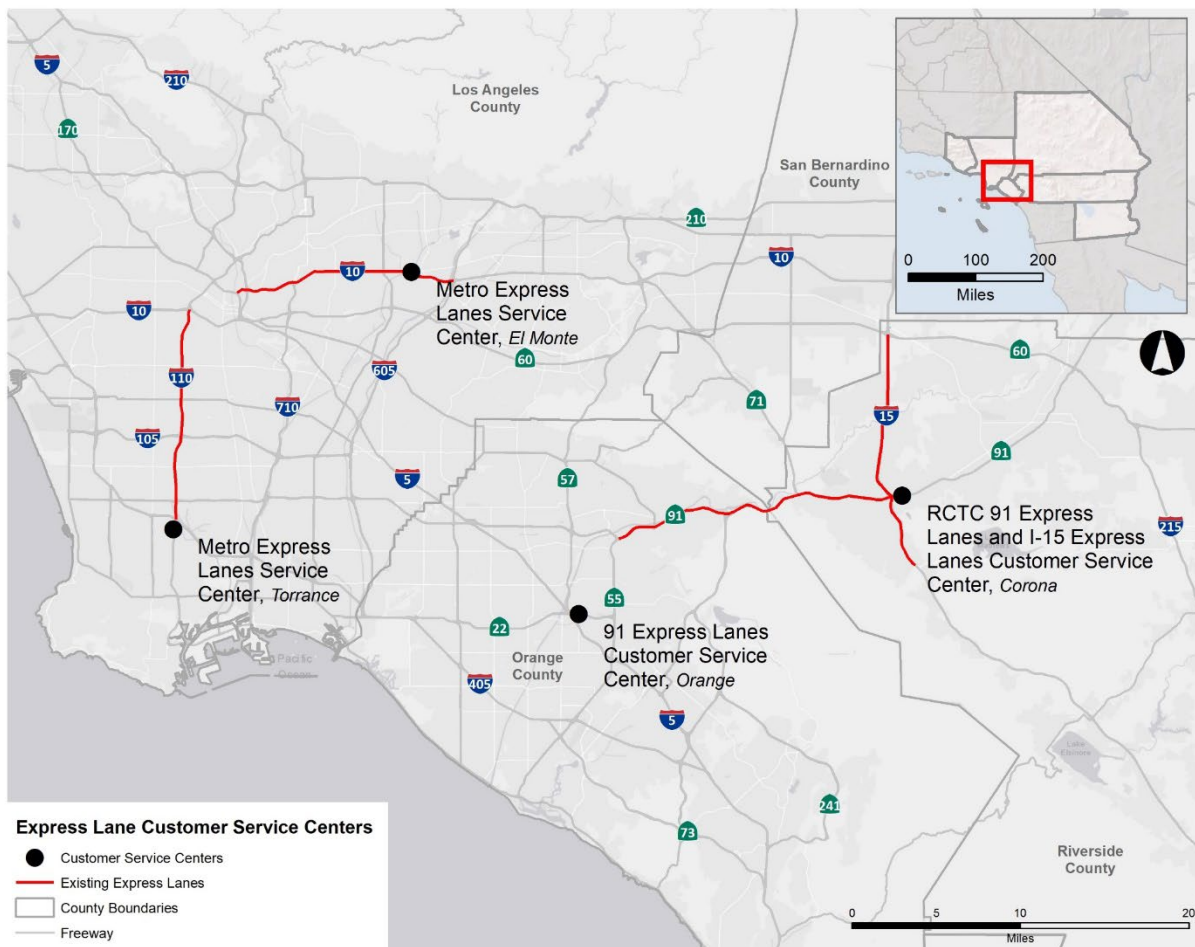 5
210
170
Los Angeles
County
San Bernardino
County
210
10
10
Metro Express
Lanes Service
Center, El Monte
10
60
605
110
710
105
5
71
60
15
91
57
91
215
Metro Express
Lanes Service
Center, Torrance
RCTC 91 Express
Lanes and I-15 Express
Lanes Customer Service
Center, Corona
55
22
91 Express Lanes
Customer Service
Center, Orange
Orange
County
405
5
Pacific
Ocean
Lake
Elsinore
241
73
Riverside
County
0 100 200
Miles
Express Lane Customer Service Centers
Customer Service Centers
Existing Express Lanes
County Boundaries
Freeway
0 5 10 20
Miles